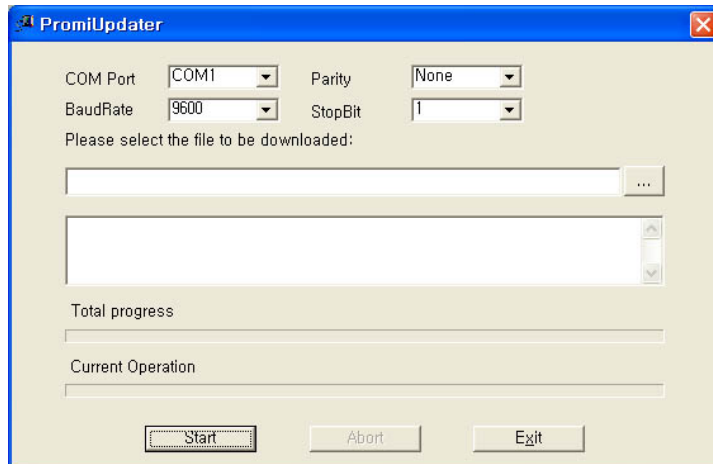 PromiUpdater
COM Port COM1 Parity None
BaudRate 9600 StopBit 1
Please select the file to be downloaded:
...
Total progress
Current Operation
Start Abort Exit